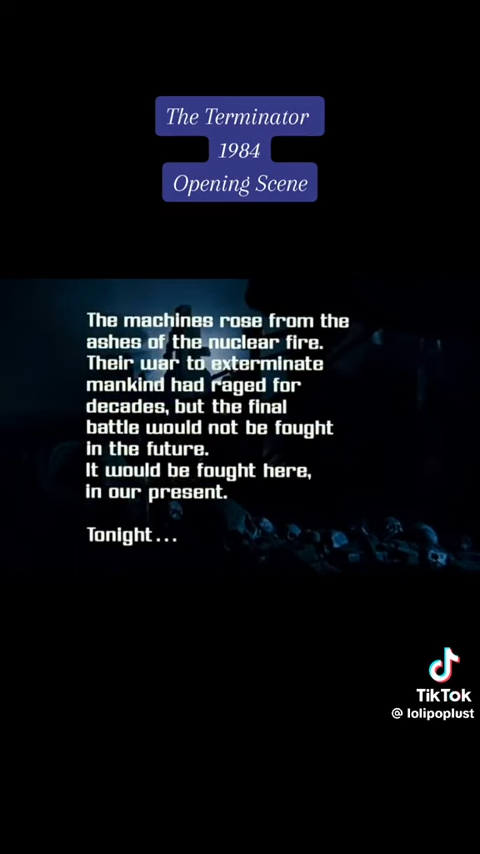 The Terminator
1984
Opening Scene
The machines rose from the
ashes of the nuclear fire.
Their war to exterminate
mankind had raged for
decades, but the final
battle would not be fought
in the future.
It would be fought here,
in our present.
Tonight...
TikTok
@ lolipoplust